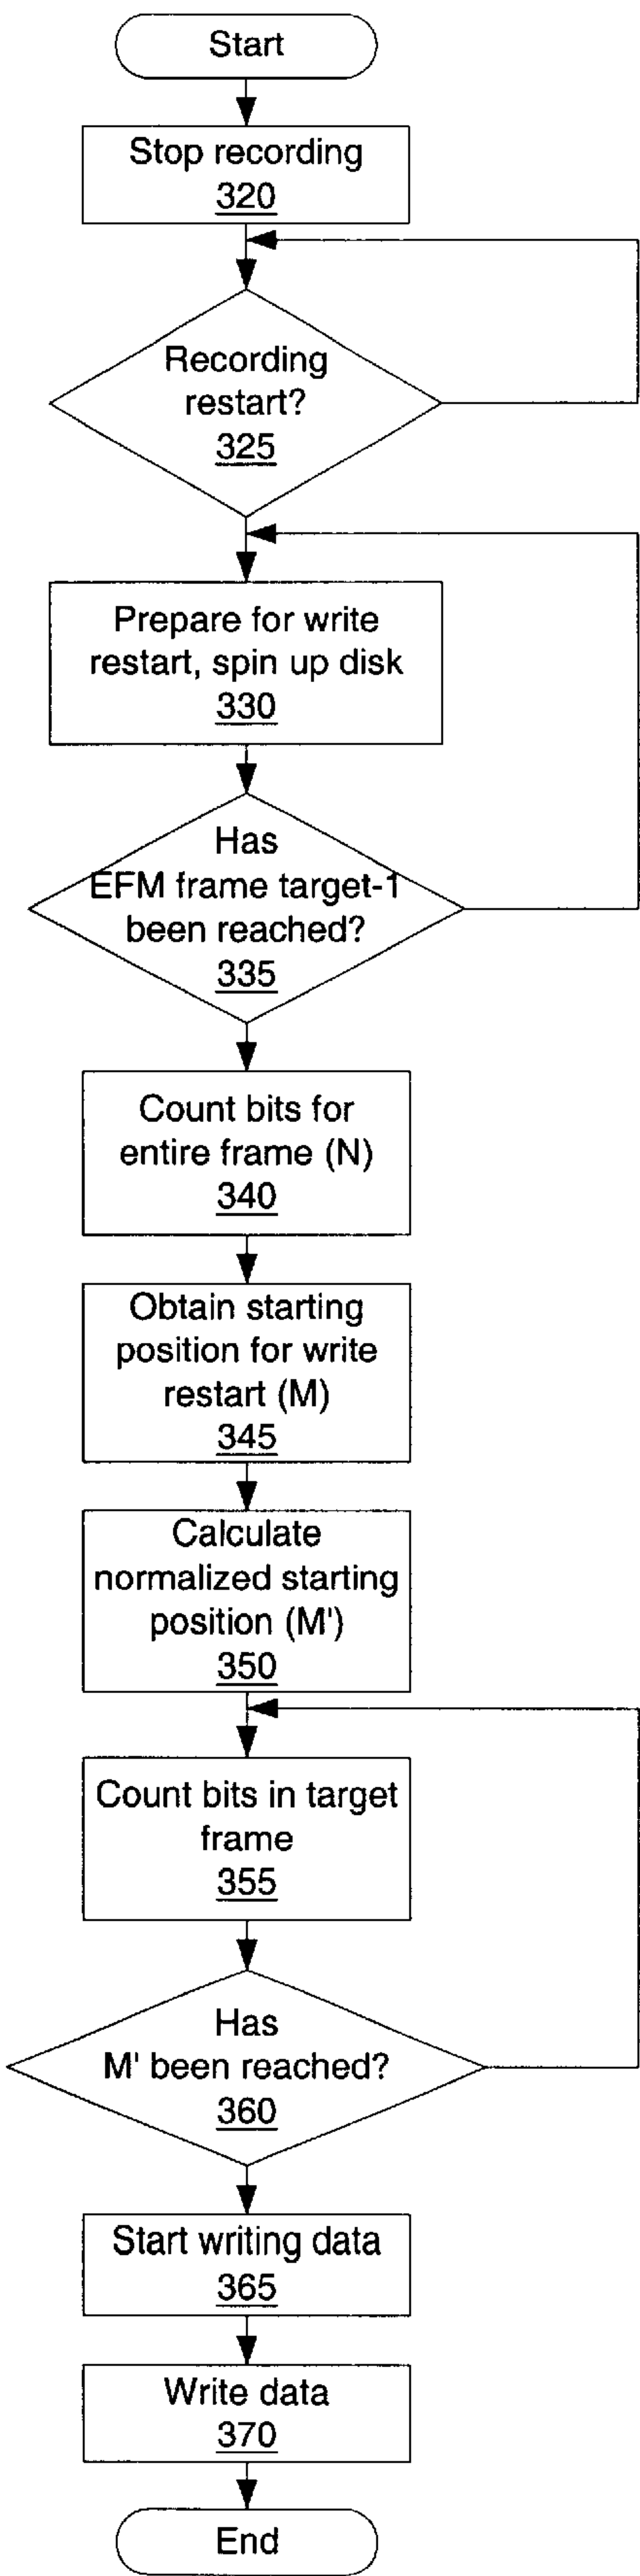 Start
Stop recording
320
Recording
restart?
325
Prepare for write
restart, spin up disk
330
Has
EFM frame target-1
been reached?
335
Count bits for
entire frame (N)
340
Obtain starting
position for write
restart (M)
345
Calculate
normalized starting
position (M')
350
Count bits in target
frame
355
Has
M' been reached?
360
Start writing data
365
Write data
370
End